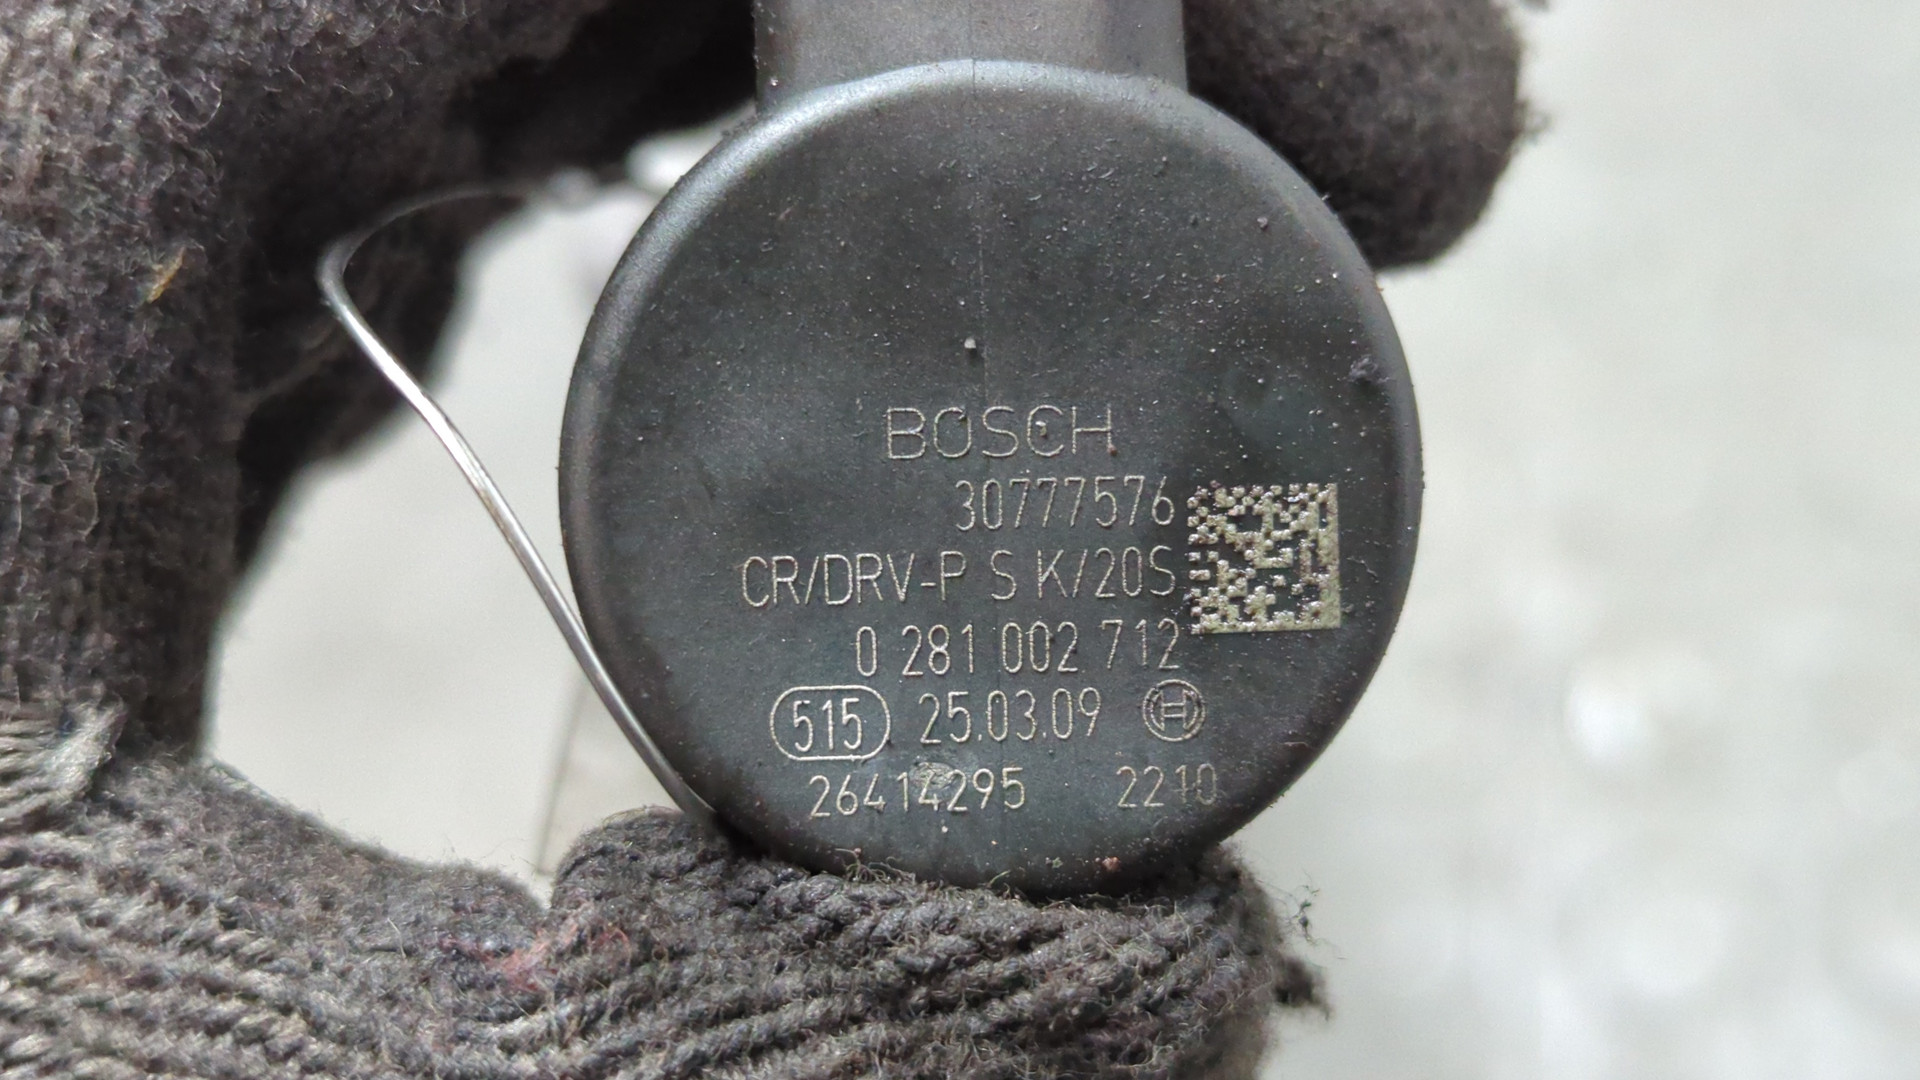 BOSCH
30777576
CR/DRV-P S K/20S
0 281 002 712
515 25.03.09 H
26414295 2210